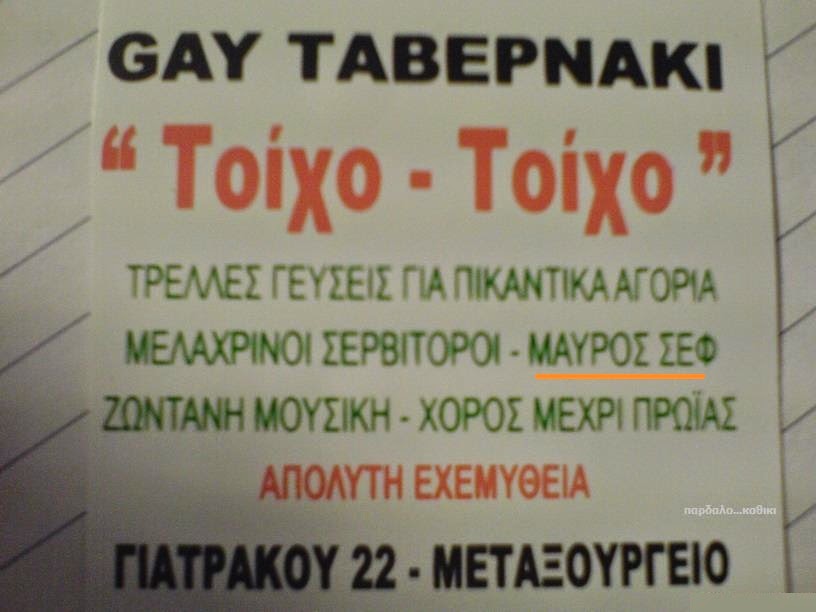 GAY ΤΑΒΕΡΝΑΚΙ
“ Τοίχο - Τοίχο ”
ΤΡΕΛΛΕΣ ΓΕΥΣΕΙΣ ΓΙΑ ΠΙΚΑΝΤΙΚΑ ΑΓΟΡΙΑ
ΜΕΛΑΧΡΙΝΟΙ ΣΕΡΒΙΤΟΡΟΙ - ΜΑΥΡΟΣ ΣΕΦ
ΖΩΝΤΑΝΗ ΜΟΥΣΙΚΗ - ΧΟΡΟΣ ΜΕΧΡΙ ΠΡΩΪΑΣ
ΑΠΟΛΥΤΗ ΕΧΕΜΥΘΕΙΑ
παρδαλο...καθικι
ΓΙΑΤΡΑΚΟΥ 22 - ΜΕΤΑΞΟΥΡΓΕΙΟ